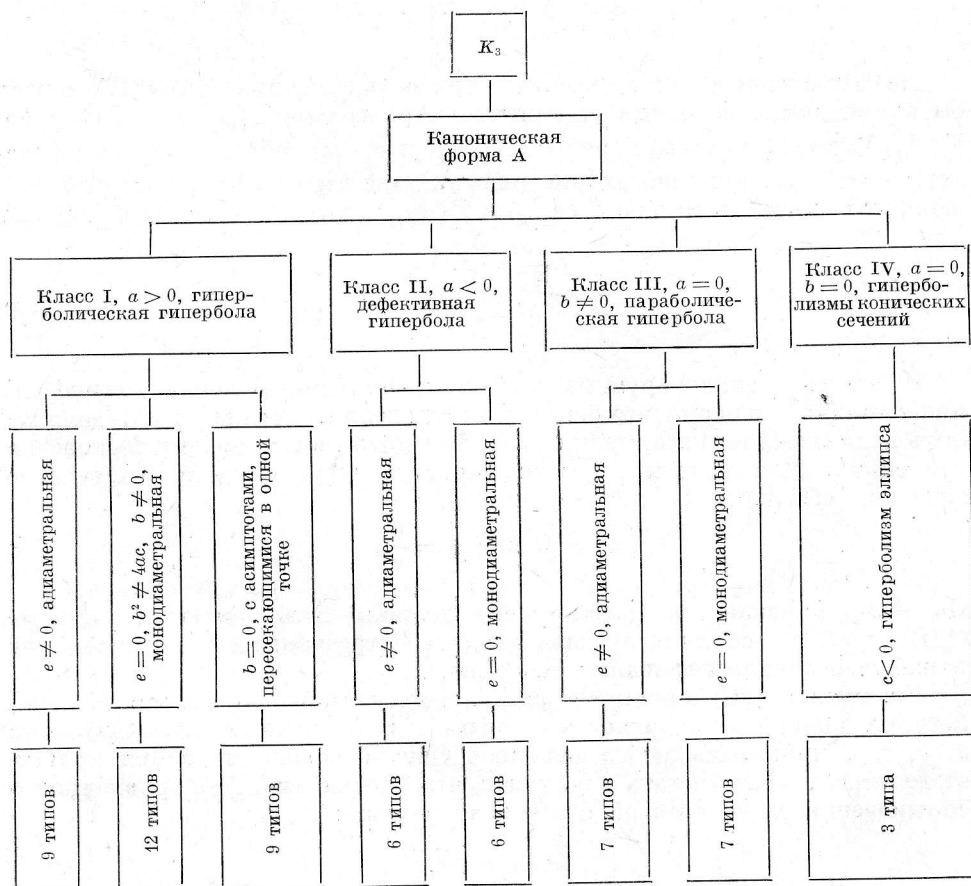 K₃
Каноническая
форма А
Класс I, a > 0, гипер-
болическая гипербола
Класс II, a < 0,
дефективная
гипербола
Класс III, a = 0,
b ≠ 0, параболиче-
ская гипербола
Класс IV, a = 0,
b = 0, гипербо-
лизмы конических
сечений
e ≠ 0, адиаметральная
e = 0, b² ≠ 4ac, b ≠ 0,
монодиаметральная
b = 0, с асимптотами,
пересекающимися в одной
точке
e ≠ 0, адиаметральная
e = 0, монодиаметральная
e ≠ 0, адиаметральная
e = 0, монодиаметральная
c < 0, гиперболизм эллипса
9 типов
12 типов
9 типов
6 типов
6 типов
7 типов
7 типов
3 типа